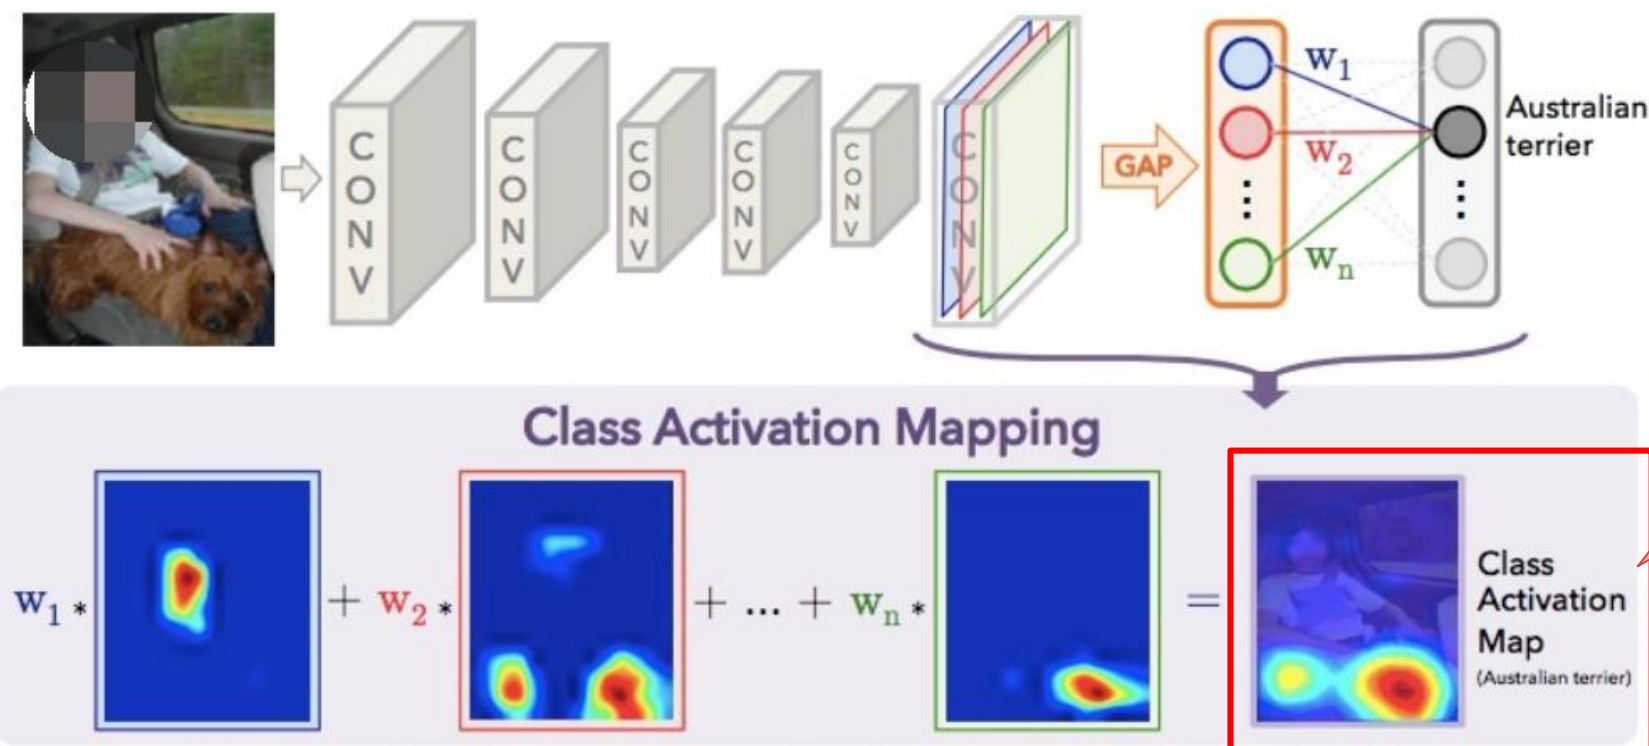 CONV
CONV
CONV
CONV
CONV
CONV
GAP
w1
w2
wn
Australian
terrier
Class Activation Mapping
w1 *
+ w2 *
+ ... + wn *
=
Class
Activation
Map
(Australian terrier)